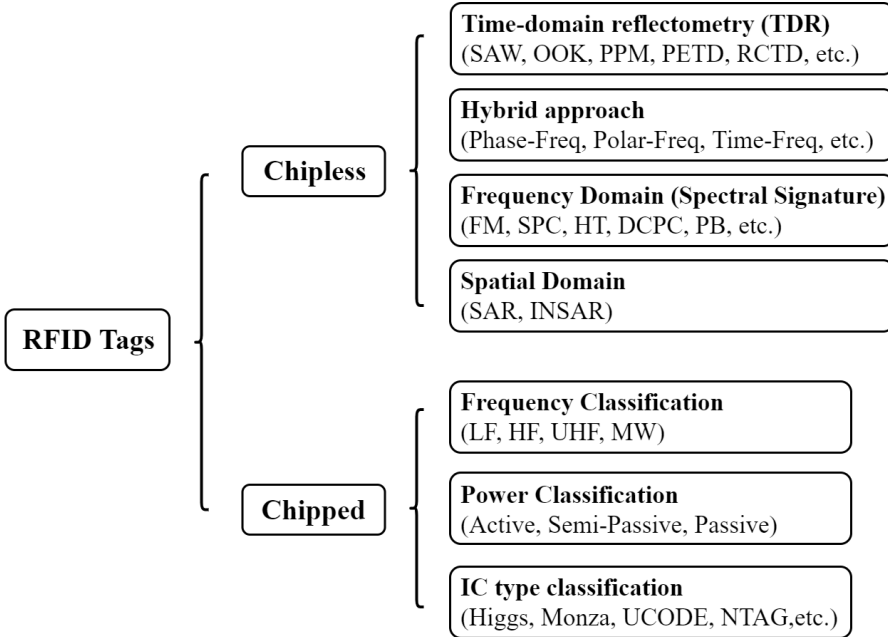 RFID Tags
Chipless
Time-domain reflectometry (TDR)
(SAW, OOK, PPM, PETD, RCTD, etc.)
Hybrid approach
(Phase-Freq, Polar-Freq, Time-Freq, etc.)
Frequency Domain (Spectral Signature)
(FM, SPC, HT, DCPC, PB, etc.)
Spatial Domain
(SAR, INSAR)
Chipped
Frequency Classification
(LF, HF, UHF, MW)
Power Classification
(Active, Semi-Passive, Passive)
IC type classification
(Higgs, Monza, UCODE, NTAG,etc.)